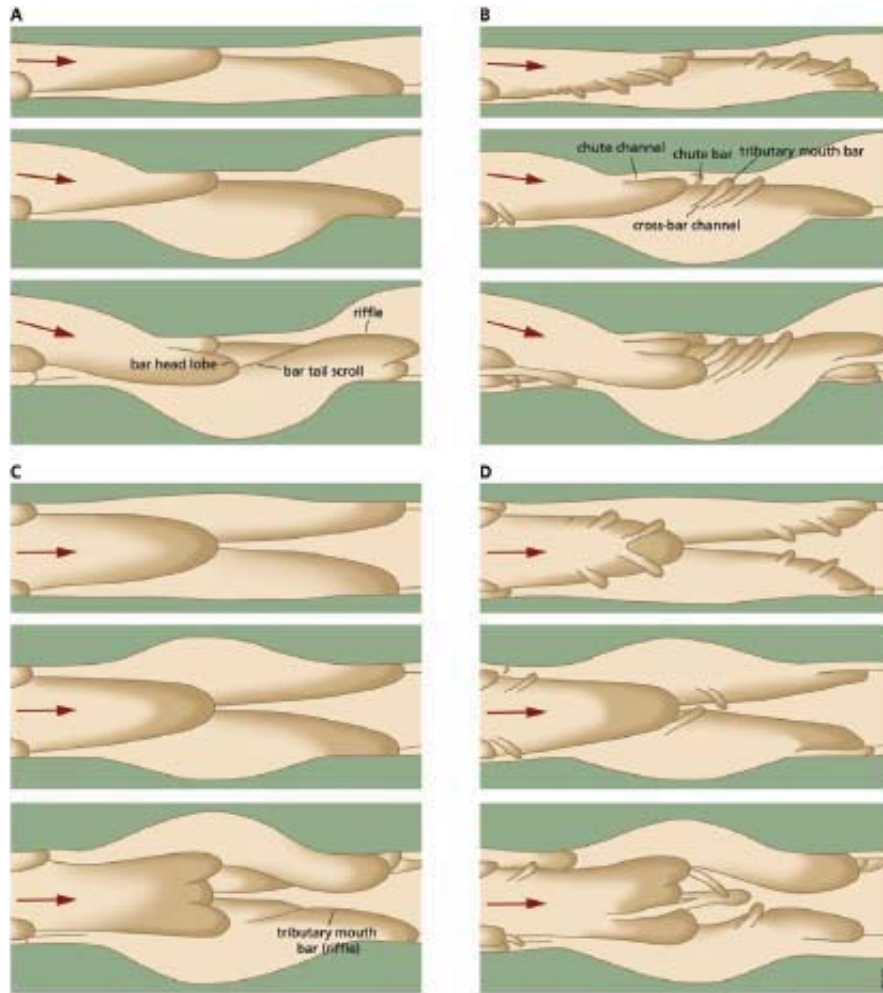 A
B
chute channel
chute bar
tributary mouth bar
cross-bar channel
riffle
bar head lobe
bar tail scroll
C
D
tributary mouth
bar (riffle)